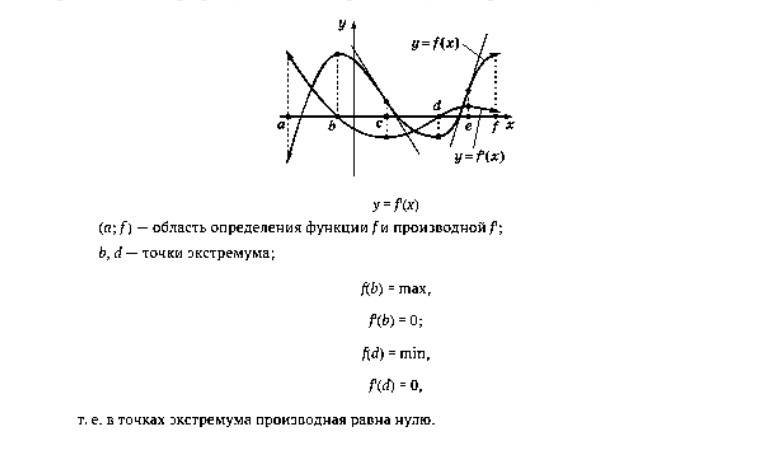 y
y = f(x)
d
a b c e f x
y = f′(x)
y = f′(x)
(a; f) — область определения функции f и производной f′;
b, d — точки экстремума;
f(b) = max,
f′(b) = 0;
f(d) = min,
f′(d) = 0,
т. е. в точках экстремума производная равна нулю.